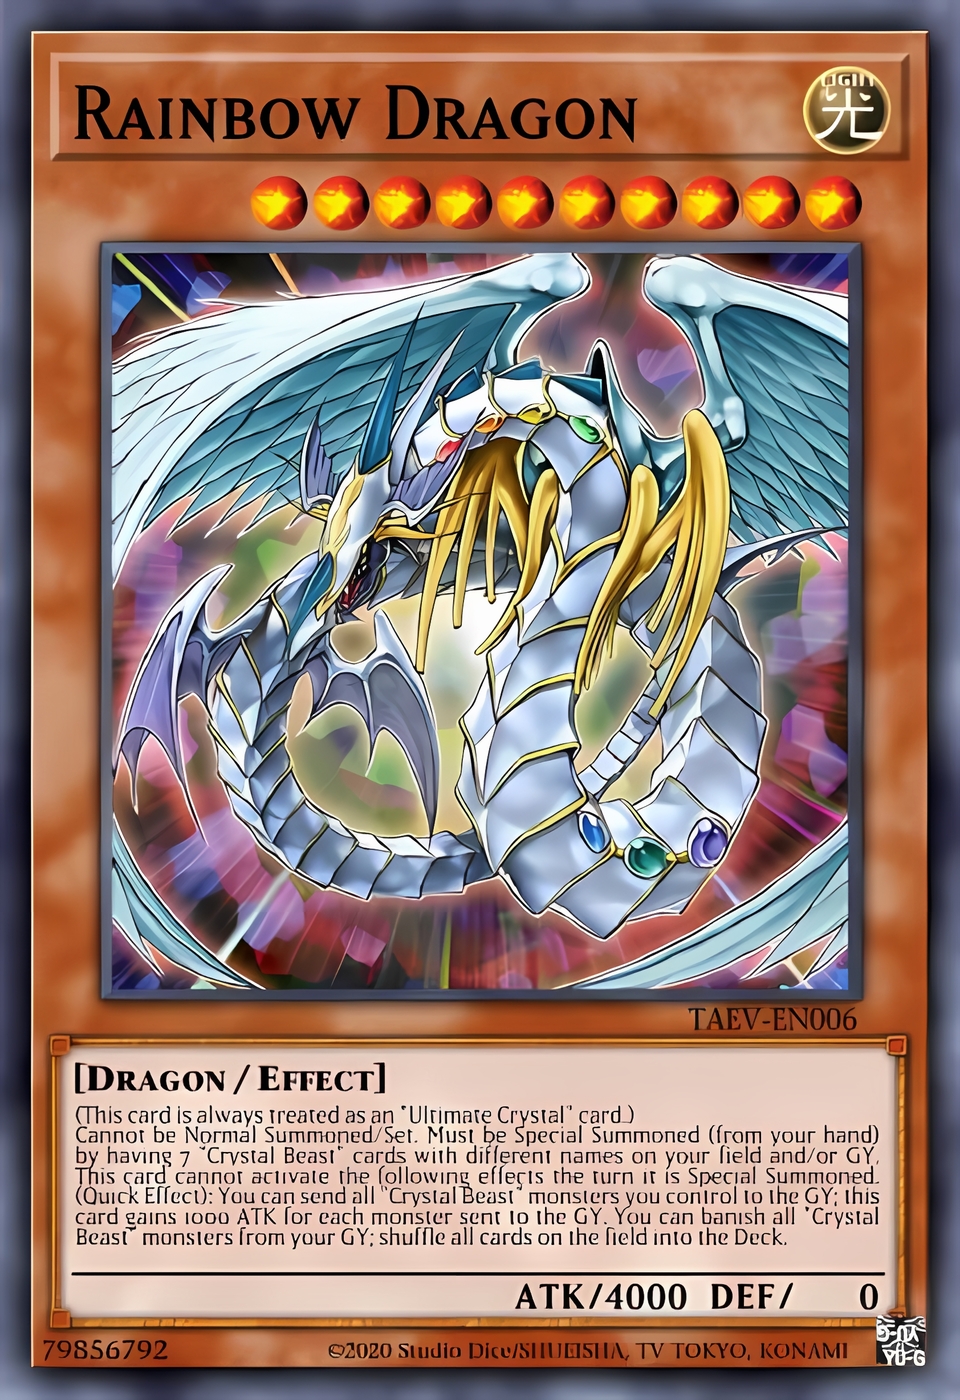 RAINBOW DRAGON
光
TAEV-EN006
[DRAGON / EFFECT]
(This card is always treated as an "Ultimate Crystal" card.)
Cannot be Normal Summoned/Set. Must be Special Summoned (from your hand)
by having 7 "Crystal Beast" cards with different names on your field and/or GY.
This card cannot activate the following effects the turn it is Special Summoned.
(Quick Effect): You can send all "Crystal Beast" monsters you control to the GY; this
card gains 1000 ATK for each monster sent to the GY. You can banish all "Crystal
Beast" monsters from your GY; shuffle all cards on the field into the Deck.
ATK/4000 DEF/ 0
79856792
©2020 Studio Dice/SHUEISHA, TV TOKYO, KONAMI